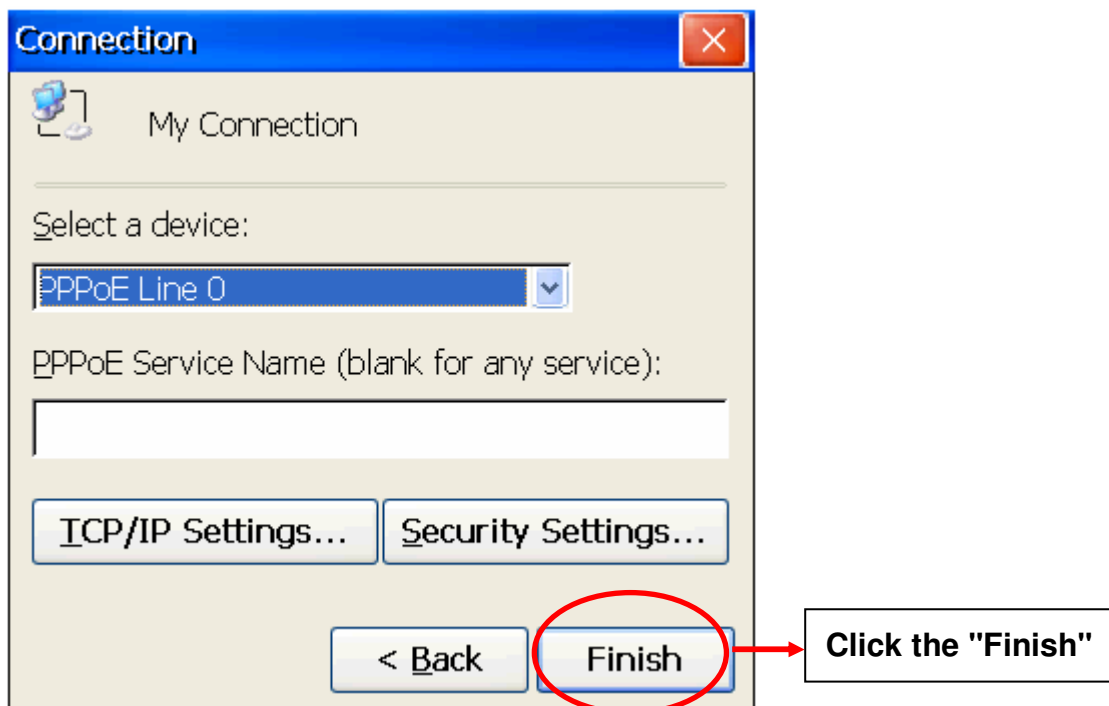 Connection
My Connection
Select a device:
PPPoE Line 0
PPPoE Service Name (blank for any service):
TCP/IP Settings... Security Settings...
< Back Finish Click the "Finish"